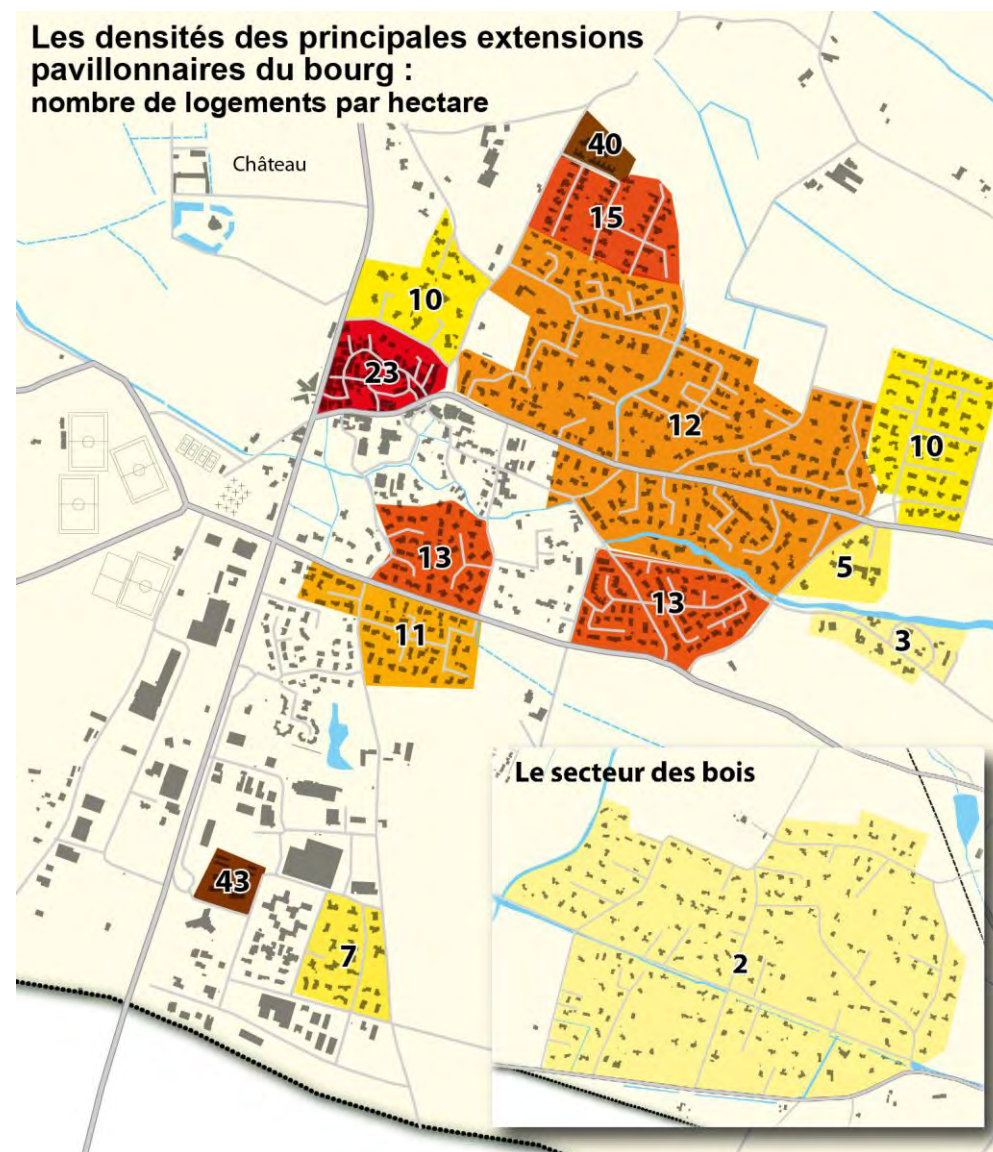 Les densités des principales extensions
pavillonnaires du bourg :
nombre de logements par hectare
Château
40
15
10
23
12
10
13
5
13
11
3
Le secteur des bois
43
7
2